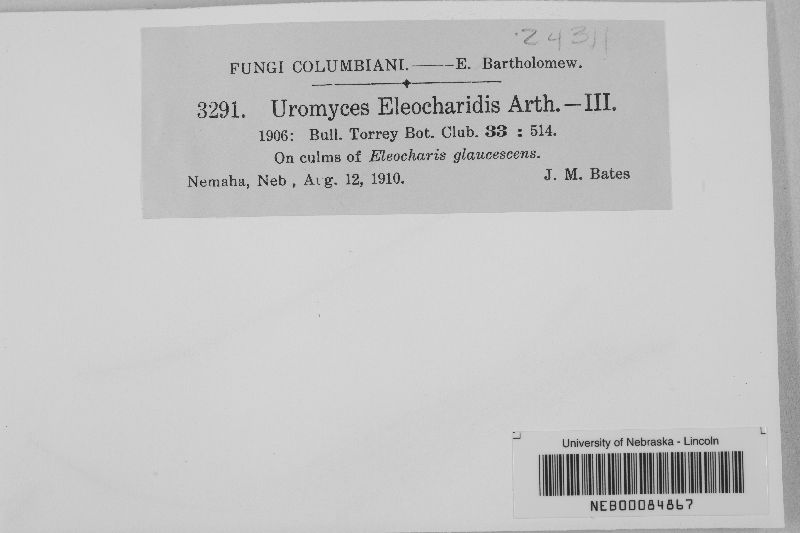 24311
FUNGI COLUMBIANI.——E. Bartholomew.
3291. Uromyces Eleocharidis Arth.—III.
1906: Bull. Torrey Bot. Club. 33 : 514.
On culms of Eleocharis glaucescens.
Nemaha, Neb , Aug. 12, 1910. J. M. Bates
University of Nebraska - Lincoln
NEB00084867